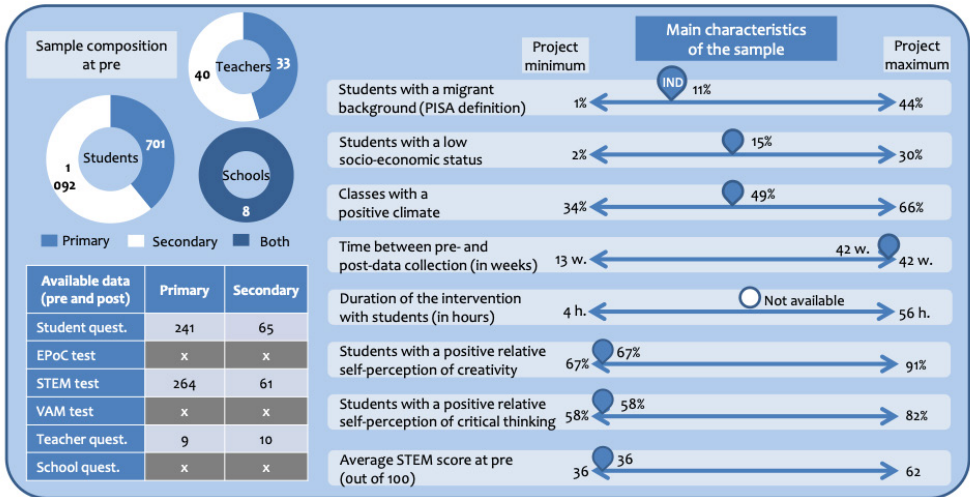 Sample composition
at pre
Teachers
40
33
Students
701
1
092
Schools
8
Primary
Secondary
Both
Available data
(pre and post)
Primary
Secondary
Student quest.
241
65
EPoC test
x
x
STEM test
264
61
VAM test
x
x
Teacher quest.
9
10
School quest.
x
x
Main characteristics
of the sample
Project
minimum
Project
maximum
Students with a migrant
background (PISA definition)
1%
IND
11%
44%
Students with a low
socio-economic status
2%
15%
30%
Classes with a
positive climate
34%
49%
66%
Time between pre- and
post-data collection (in weeks)
13 w.
42 w.
42 w.
Duration of the intervention
with students (in hours)
4 h.
Not available
56 h.
Students with a positive relative
self-perception of creativity
67%
67%
91%
Students with a positive relative
self-perception of critical thinking
58%
58%
82%
Average STEM score at pre
(out of 100)
36
36
62